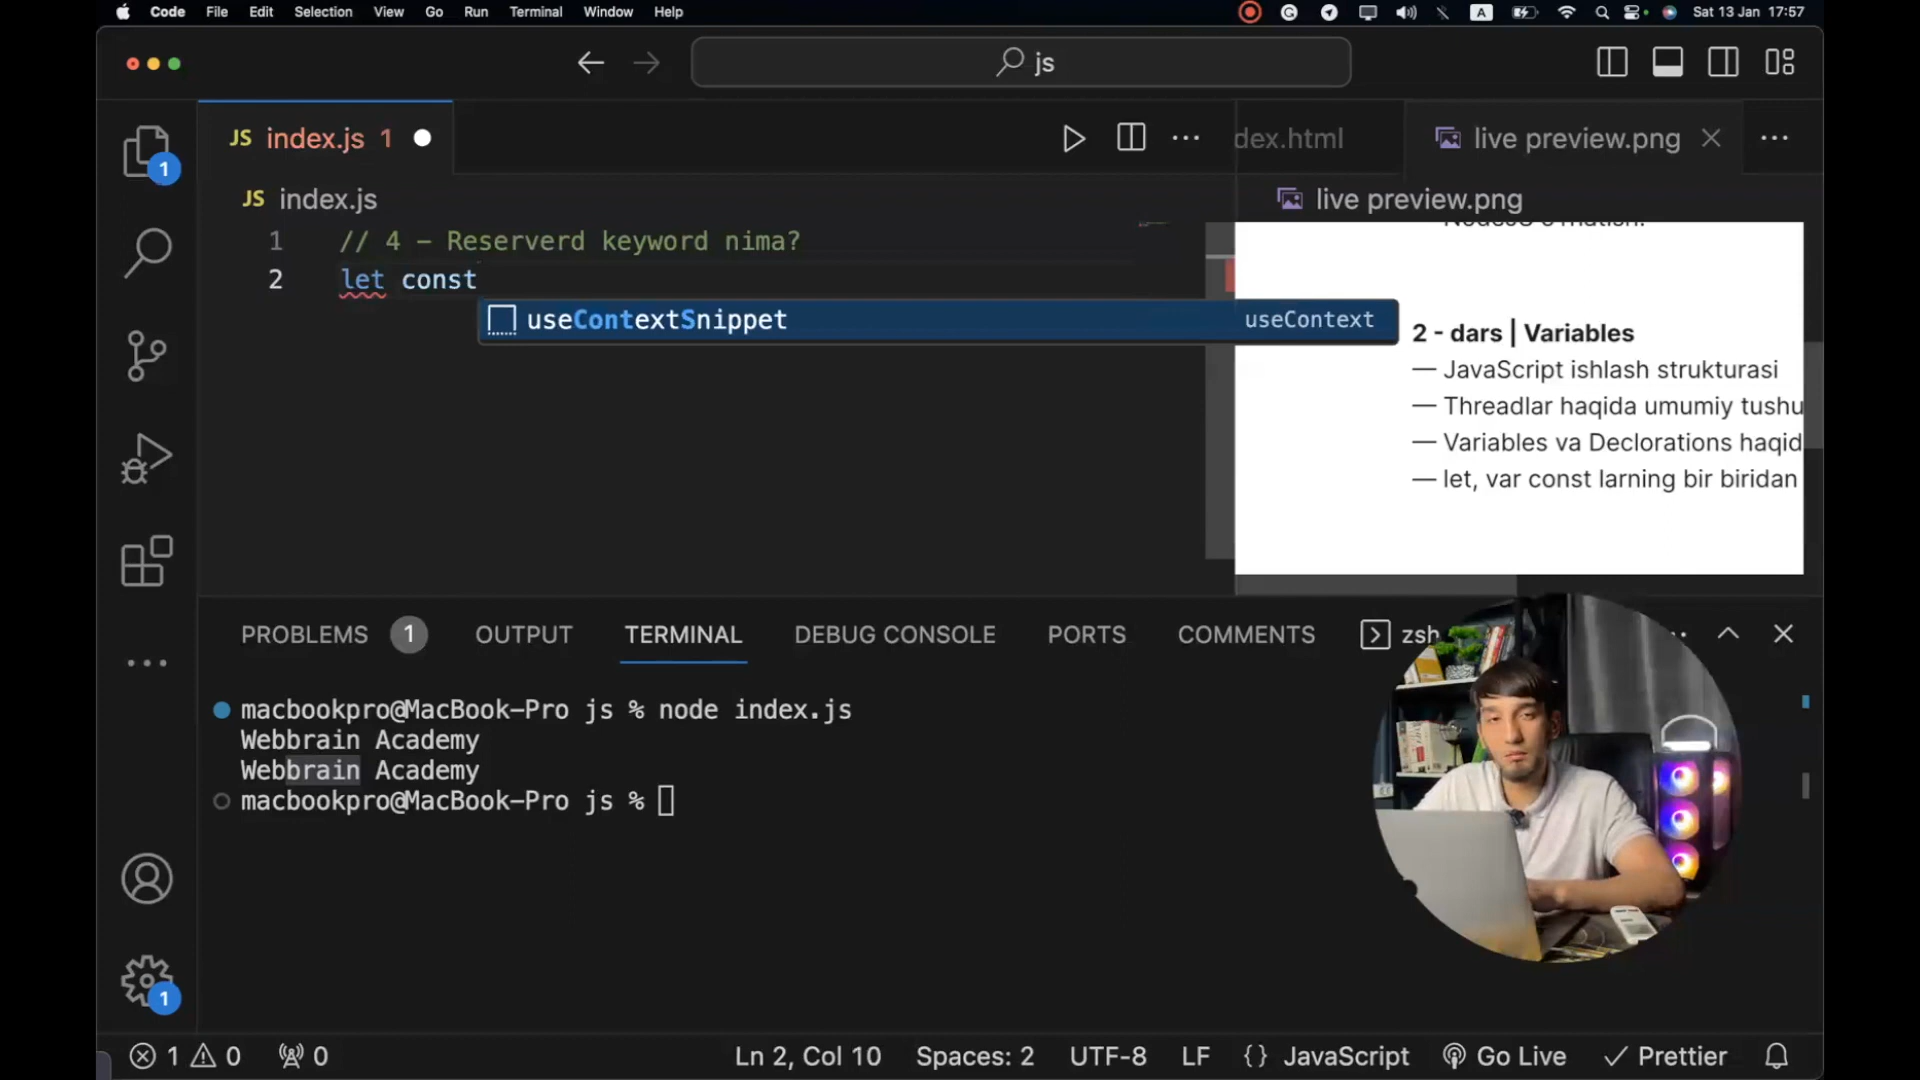 Code File Edit Selection View Go Run Terminal Window Help
A
Sat 13 Jan 17:57
js
JS index.js 1
dex.html
live preview.png
JS index.js
live preview.png
1 // 4 – Reserverd keyword nima?
2 let const
useContextSnippet useContext
2 - dars | Variables
— JavaScript ishlash strukturasi
— Threadlar haqida umumiy tushu
— Variables va Declorations haqid
— let, var const larning bir biridan
1
PROBLEMS 1 OUTPUT TERMINAL DEBUG CONSOLE PORTS COMMENTS zsh
macbookpro@MacBook-Pro js % node index.js
Webbrain Academy
Webbrain Academy
macbookpro@MacBook-Pro js %
1
1 0 0 Ln 2, Col 10 Spaces: 2 UTF-8 LF {} JavaScript Go Live Prettier